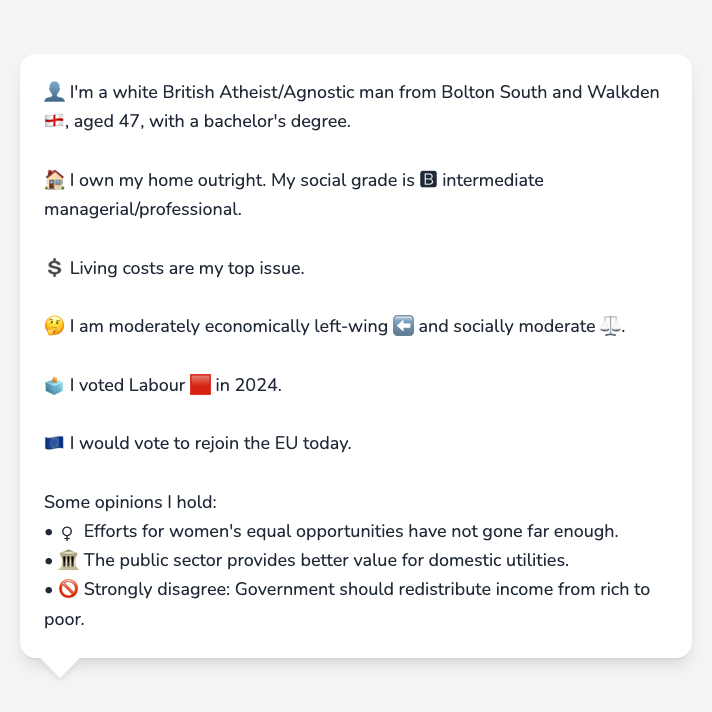 👤 I'm a white British Atheist/Agnostic man from Bolton South and Walkden
🏴󠁧󠁢󠁥󠁮󠁧󠁿, aged 47, with a bachelor's degree.
🏠 I own my home outright. My social grade is 🅱 intermediate
managerial/professional.
💲 Living costs are my top issue.
🤔 I am moderately economically left-wing ⬅️ and socially moderate ⚖️.
🗳️ I voted Labour 🟥 in 2024.
🇪🇺 I would vote to rejoin the EU today.
Some opinions I hold:
• ♀ Efforts for women's equal opportunities have not gone far enough.
• 🏛️ The public sector provides better value for domestic utilities.
• 🚫 Strongly disagree: Government should redistribute income from rich to
poor.